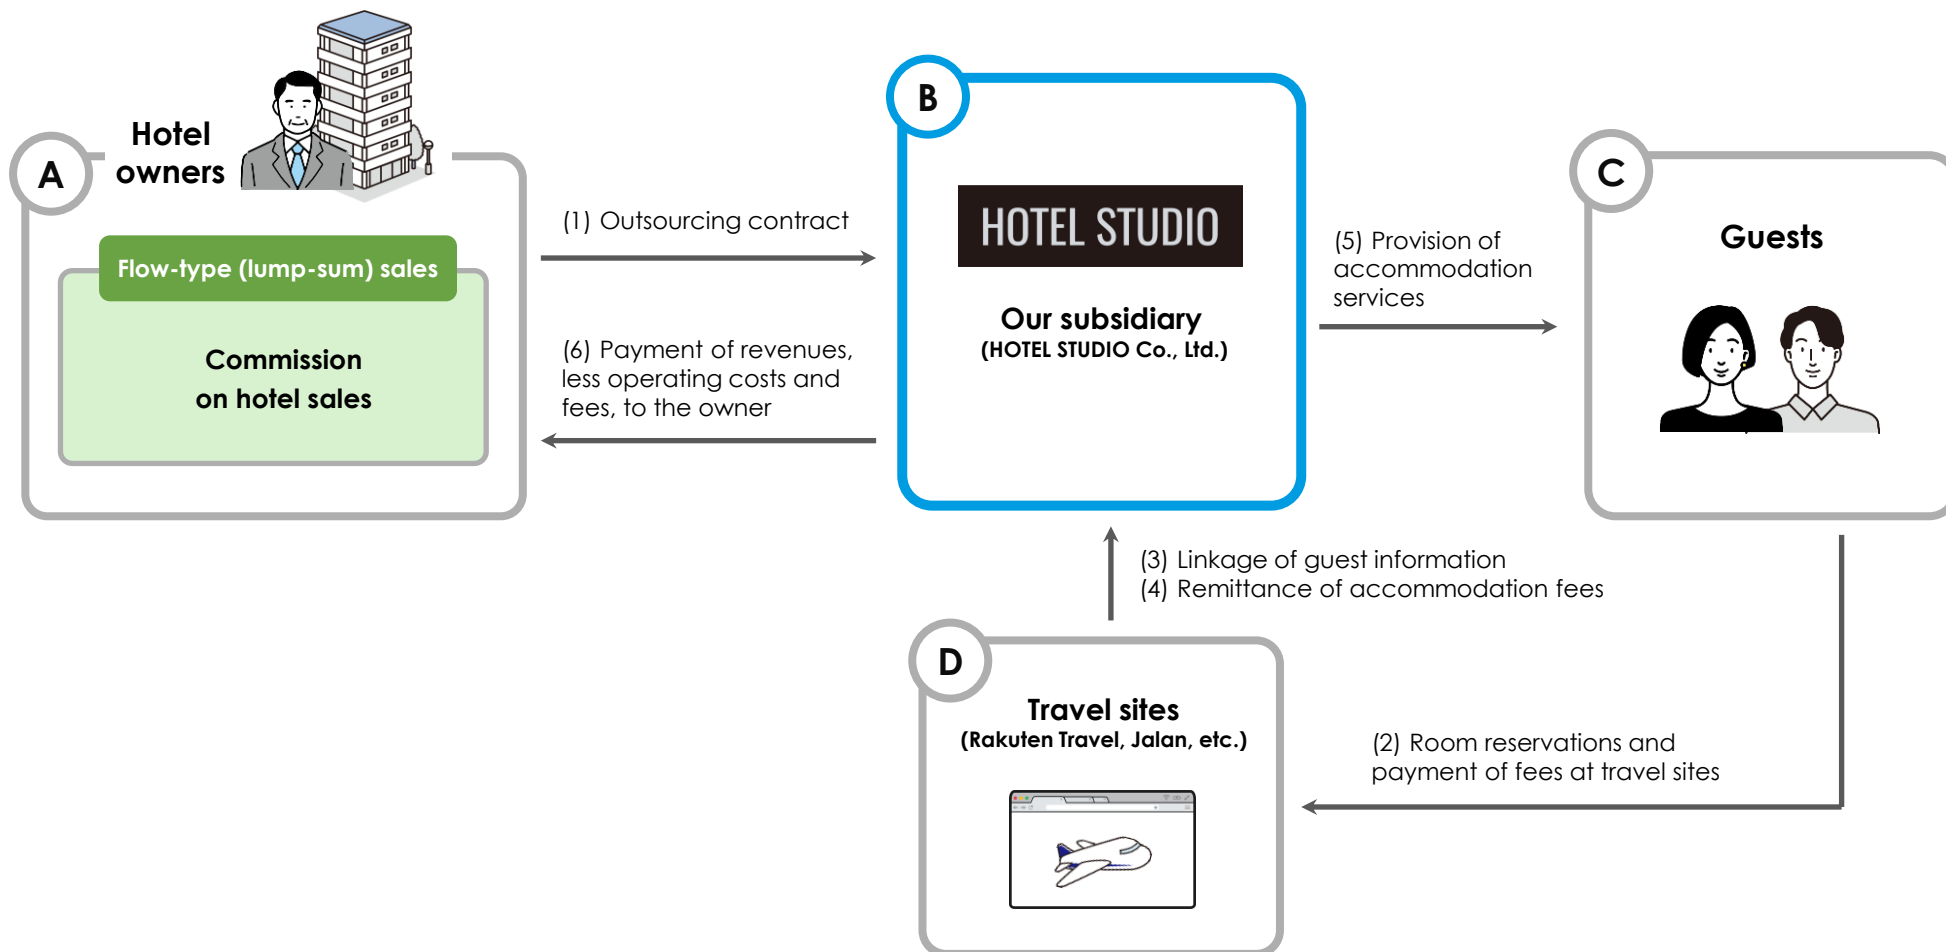 A
Hotel
owners
Flow-type (lump-sum) sales
Commission
on hotel sales
(1) Outsourcing contract
(6) Payment of revenues,
less operating costs and
fees, to the owner
B
HOTEL STUDIO
Our subsidiary
(HOTEL STUDIO Co., Ltd.)
(5) Provision of
accommodation
services
C
Guests
(3) Linkage of guest information
(4) Remittance of accommodation fees
D
Travel sites
(Rakuten Travel, Jalan, etc.)
(2) Room reservations and
payment of fees at travel sites